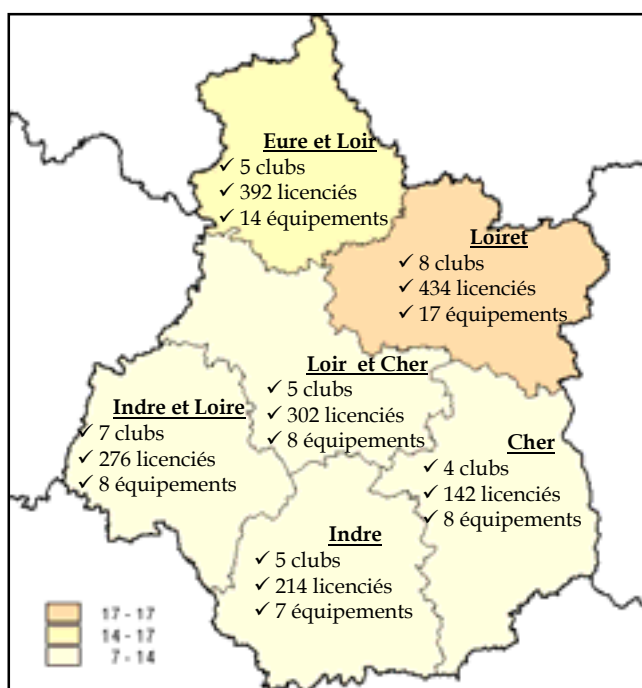 Eure et Loir
✓ 5 clubs
✓ 392 licenciés
✓ 14 équipements
Loiret
✓ 8 clubs
✓ 434 licenciés
✓ 17 équipements
Loir et Cher
✓ 5 clubs
✓ 302 licenciés
✓ 8 équipements
Indre et Loire
✓ 7 clubs
✓ 276 licenciés
✓ 8 équipements
Cher
✓ 4 clubs
✓ 142 licenciés
✓ 8 équipements
Indre
✓ 5 clubs
✓ 214 licenciés
✓ 7 équipements
17 - 17
14 - 17
7 - 14